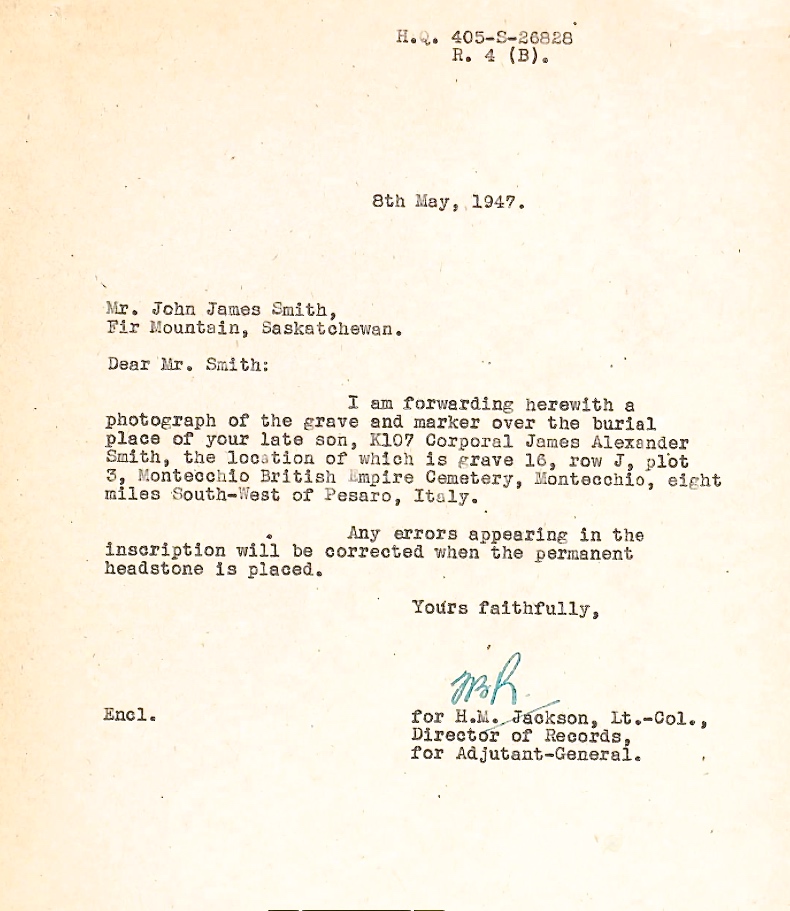 H.Q. 405-S-26828
R. 4 (B).
8th May, 1947.
Mr. John James Smith,
Fir Mountain, Saskatchewan.
Dear Mr. Smith:
I am forwarding herewith a
photograph of the grave and marker over the burial
place of your late son, K107 Corporal James Alexander
Smith, the location of which is grave 16, row J, plot
3, Montecchio British Empire Cemetery, Montecchio, eight
miles South-West of Pesaro, Italy.
Any errors appearing in the
inscription will be corrected when the permanent
headstone is placed.
Yours faithfully,
Encl.
for H.M. Jackson, Lt.-Col.,
Director of Records,
for Adjutant-General.